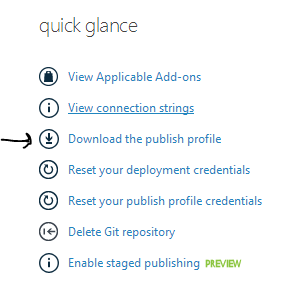 quick glance
View Applicable Add-ons
View connection strings
Download the publish profile
Reset your deployment credentials
Reset your publish profile credentials
Delete Git repository
Enable staged publishing PREVIEW